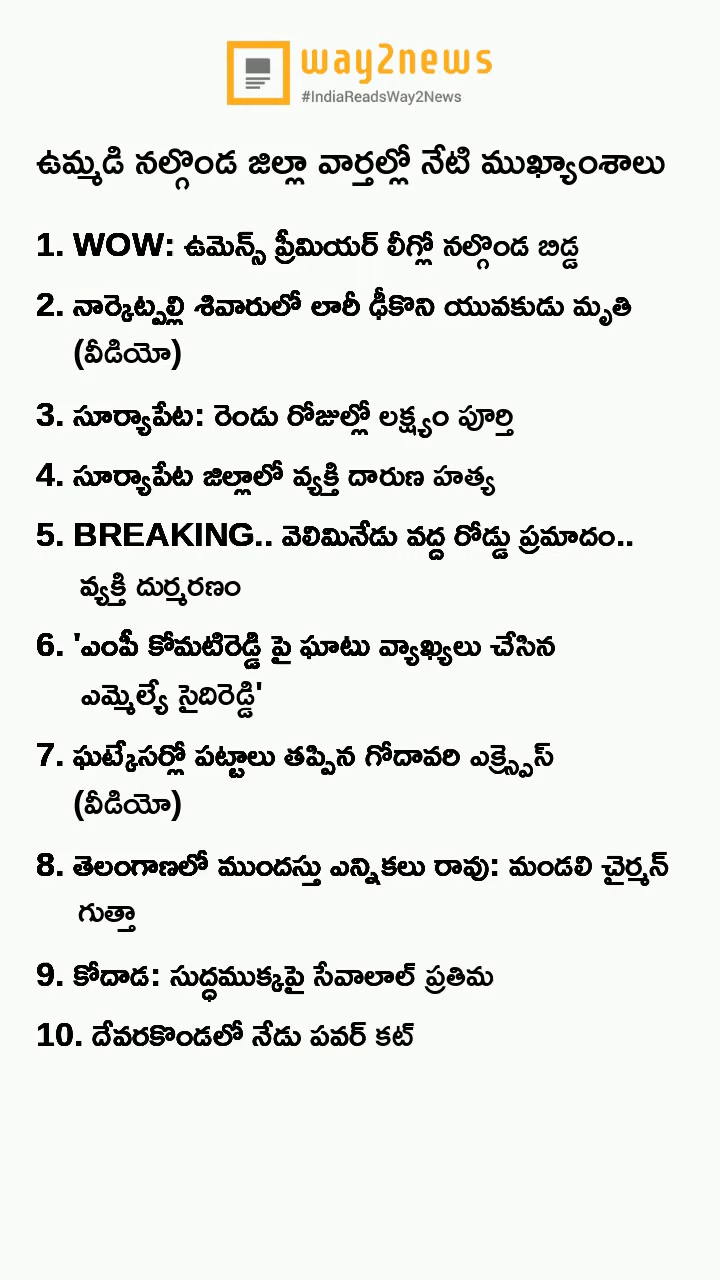 way2news
#IndiaReadsWay2News
ఉమ్మడి నల్గొండ జిల్లా వార్తల్లో నేటి ముఖ్యాంశాలు
1. WOW: ఉమెన్స్ ప్రీమియర్ లీగ్లో నల్గొండ బిడ్డ
2. నార్కెట్పల్లి శివారులో లారీ ఢీకొని యువకుడు మృతి
(వీడియో)
3. సూర్యాపేట: రెండు రోజుల్లో లక్ష్యం పూర్తి
4. సూర్యాపేట జిల్లాలో వ్యక్తి దారుణ హత్య
5. BREAKING.. వెలిమినేడు వద్ద రోడ్డు ప్రమాదం..
వ్యక్తి దుర్మరణం
6. 'ఎంపీ కోమటిరెడ్డి పై ఘాటు వ్యాఖ్యలు చేసిన
ఎమ్మెల్యే సైదిరెడ్డి'
7. ఘట్కేసర్లో పట్టాలు తప్పిన గోదావరి ఎక్స్ప్రెస్
(వీడియో)
8. తెలంగాణలో ముందస్తు ఎన్నికలు రావు: మండలి చైర్మన్
గుత్తా
9. కోదాడ: సుద్ధముక్కపై సేవాలాల్ ప్రతిమ
10. దేవరకొండలో నేడు పవర్ కట్